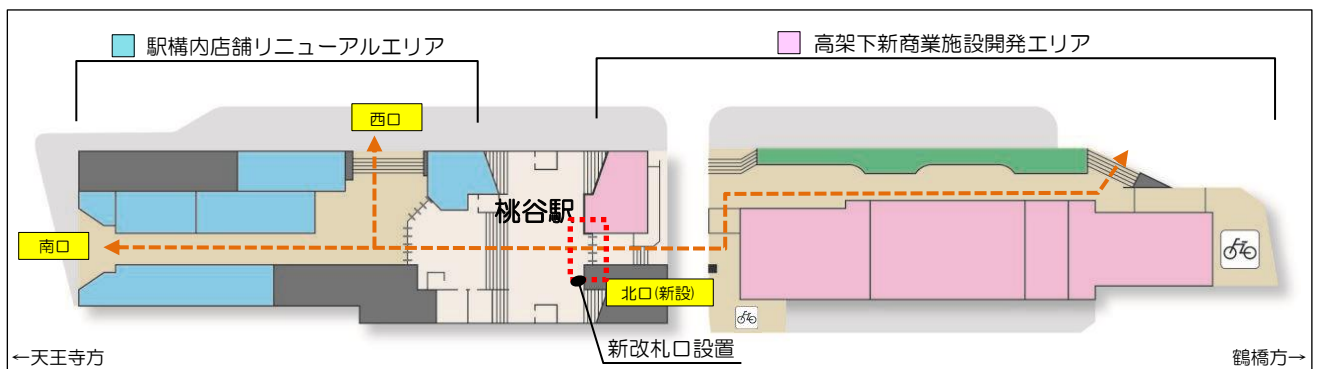 駅構内店舗リニューアルエリア
高架下新商業施設開発エリア
西口
桃谷駅
南口
北口(新設)
新改札口設置
←天王寺方
鶴橋方→